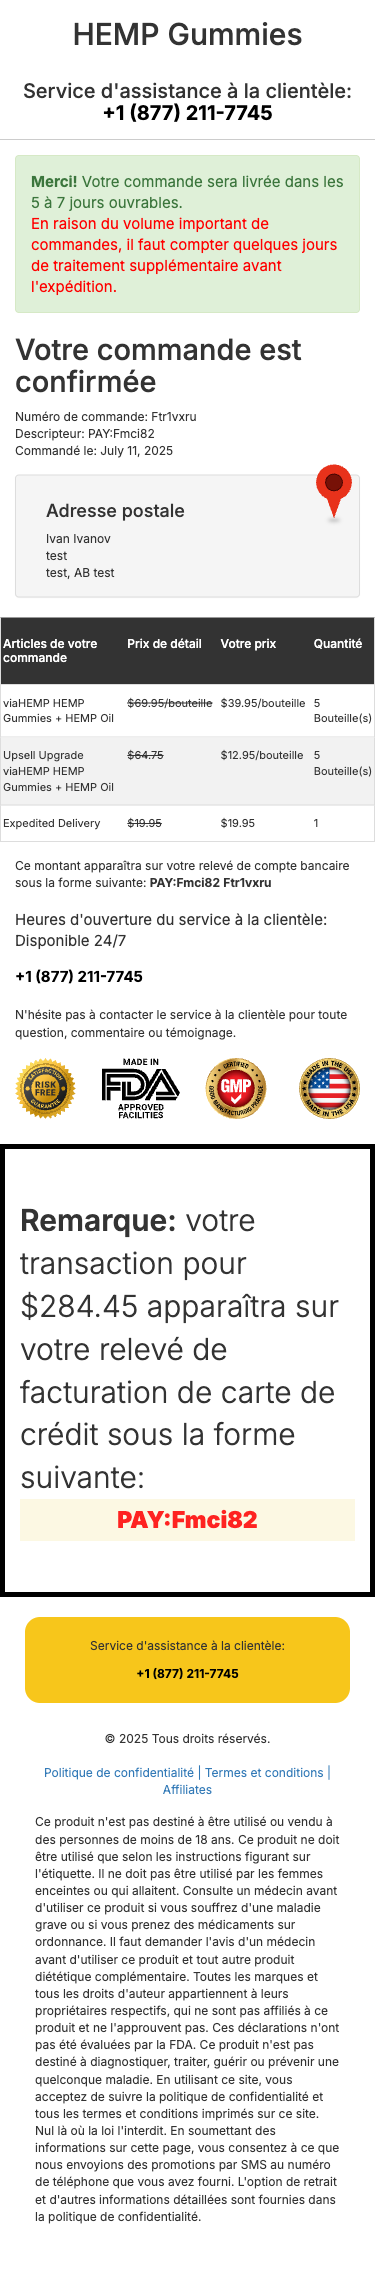 HEMP Gummies
Service d'assistance à la clientèle:
+1 (877) 211-7745
Merci! Votre commande sera livrée dans les
5 à 7 jours ouvrables.
En raison du volume important de
commandes, il faut compter quelques jours
de traitement supplémentaire avant
l'expédition.
Votre commande est
confirmée
Numéro de commande: Ftr1vxru
Descripteur: PAY:Fmci82
Commandé le: July 11, 2025
Adresse postale
Ivan Ivanov
test
test, AB test
Articles de votre
commande
Prix de détail
Votre prix
Quantité
viaHEMP HEMP
Gummies + HEMP Oil
$69.95/bouteille
$39.95/bouteille
5
Bouteille(s)
Upsell Upgrade
viaHEMP HEMP
Gummies + HEMP Oil
$64.75
$12.95/bouteille
5
Bouteille(s)
Expedited Delivery
$19.95
$19.95
1
Ce montant apparaîtra sur votre relevé de compte bancaire
sous la forme suivante: PAY:Fmci82 Ftr1vxru
Heures d'ouverture du service à la clientèle:
Disponible 24/7
+1 (877) 211-7745
N'hésite pas à contacter le service à la clientèle pour toute
question, commentaire ou témoignage.
SATISFACTION
RISK
FREE
GUARANTEE
MADE IN
FDA
APPROVED
FACILITIES
CERTIFIED
GMP
GOOD MANUFACTURING PRACTICE
MADE IN THE USA
MADE IN THE USA
Remarque: votre
transaction pour
$284.45 apparaîtra sur
votre relevé de
facturation de carte de
crédit sous la forme
suivante:
PAY:Fmci82
Service d'assistance à la clientèle:
+1 (877) 211-7745
© 2025 Tous droits réservés.
Politique de confidentialité | Termes et conditions |
Affiliates
Ce produit n'est pas destiné à être utilisé ou vendu à
des personnes de moins de 18 ans. Ce produit ne doit
être utilisé que selon les instructions figurant sur
l'étiquette. Il ne doit pas être utilisé par les femmes
enceintes ou qui allaitent. Consulte un médecin avant
d'utiliser ce produit si vous souffrez d'une maladie
grave ou si vous prenez des médicaments sur
ordonnance. Il faut demander l'avis d'un médecin
avant d'utiliser ce produit et tout autre produit
diététique complémentaire. Toutes les marques et
tous les droits d'auteur appartiennent à leurs
propriétaires respectifs, qui ne sont pas affiliés à ce
produit et ne l'approuvent pas. Ces déclarations n'ont
pas été évaluées par la FDA. Ce produit n'est pas
destiné à diagnostiquer, traiter, guérir ou prévenir une
quelconque maladie. En utilisant ce site, vous
acceptez de suivre la politique de confidentialité et
tous les termes et conditions imprimés sur ce site.
Nul là où la loi l'interdit. En soumettant des
informations sur cette page, vous consentez à ce que
nous envoyions des promotions par SMS au numéro
de téléphone que vous avez fourni. L'option de retrait
et d'autres informations détaillées sont fournies dans
la politique de confidentialité.